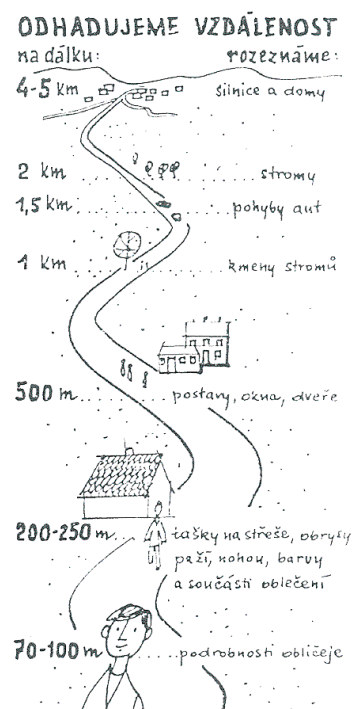 ODHADUJEME VZDÁLENOST
na dálku: rozeznáme:
4-5 km silnice a domy
2 km stromy
1,5 km pohyby aut
1 km kmeny stromů
500 m postavy, okna, dveře
200-250 m tašky na střeše, obrysy
paží, nohou, barvy
a součásti oblečení
70-100 m podrobnosti obličeje